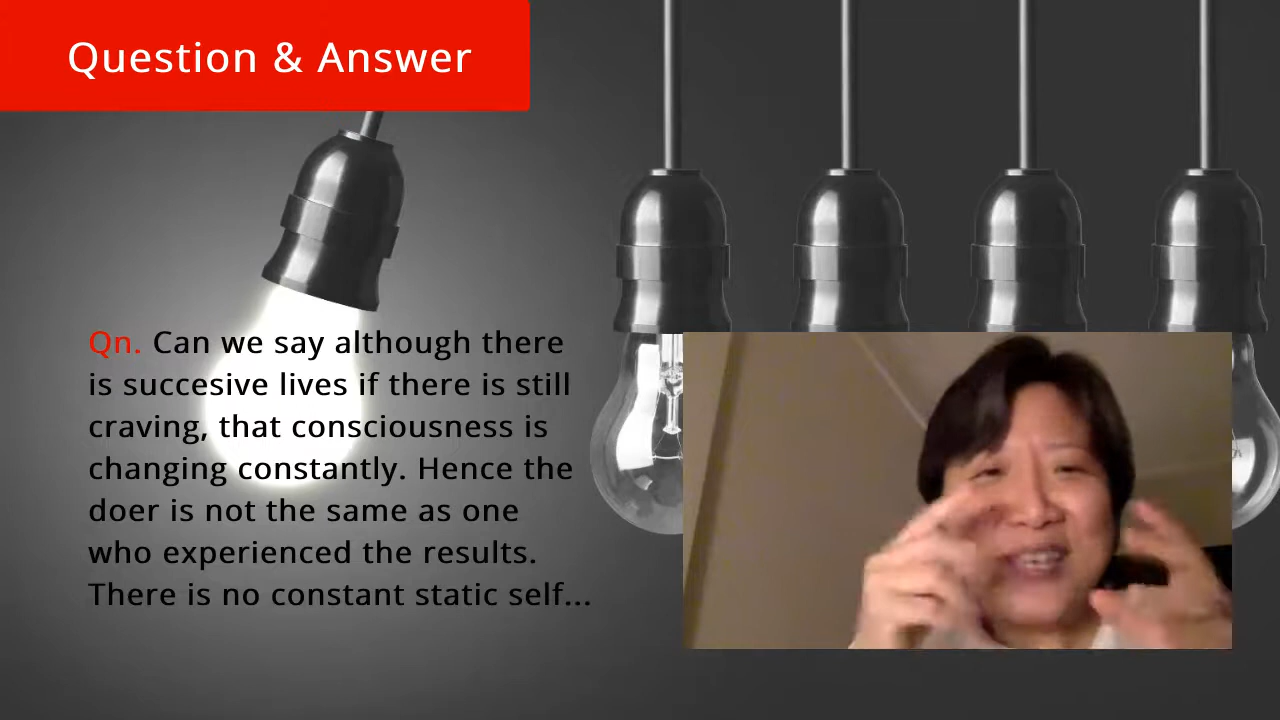 Question & Answer
Qn. Can we say although there
is succesive lives if there is still
craving, that consciousness is
changing constantly. Hence the
doer is not the same as one
who experienced the results.
There is no constant static self...